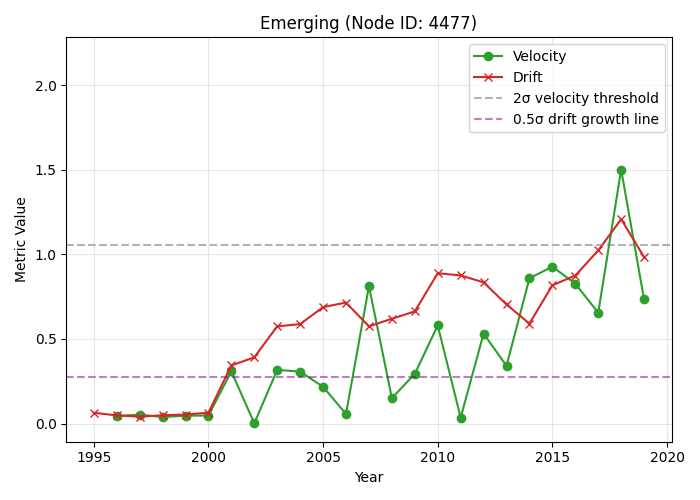 Emerging (Node ID: 4477)
Velocity
Drift
2σ velocity threshold
0.5σ drift growth line
Metric Value
2.0
1.5
1.0
0.5
0.0
1995 2000 2005 2010 2015 2020
Year